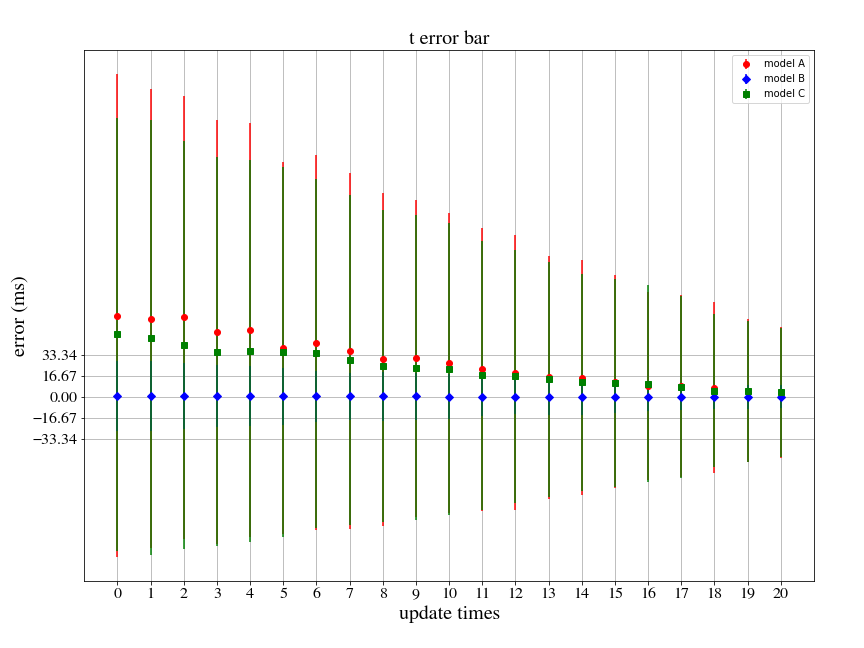 t error bar
model A
model B
model C
error (ms)
33.34
16.67
0.00
−16.67
−33.34
0 1 2 3 4 5 6 7 8 9 10 11 12 13 14 15 16 17 18 19 20
update times